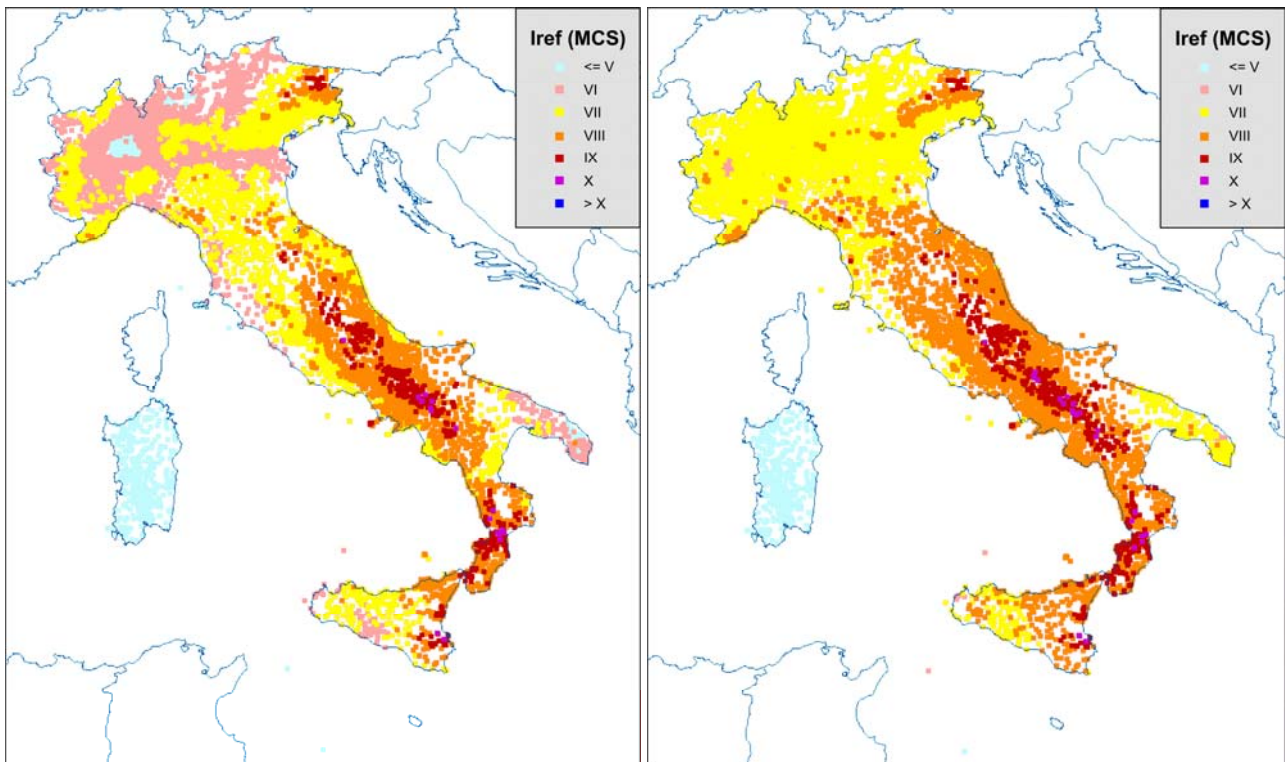 Iref (MCS)
<= V
VI
VII
VIII
IX
X
> X
Iref (MCS)
<= V
VI
VII
VIII
IX
X
> X